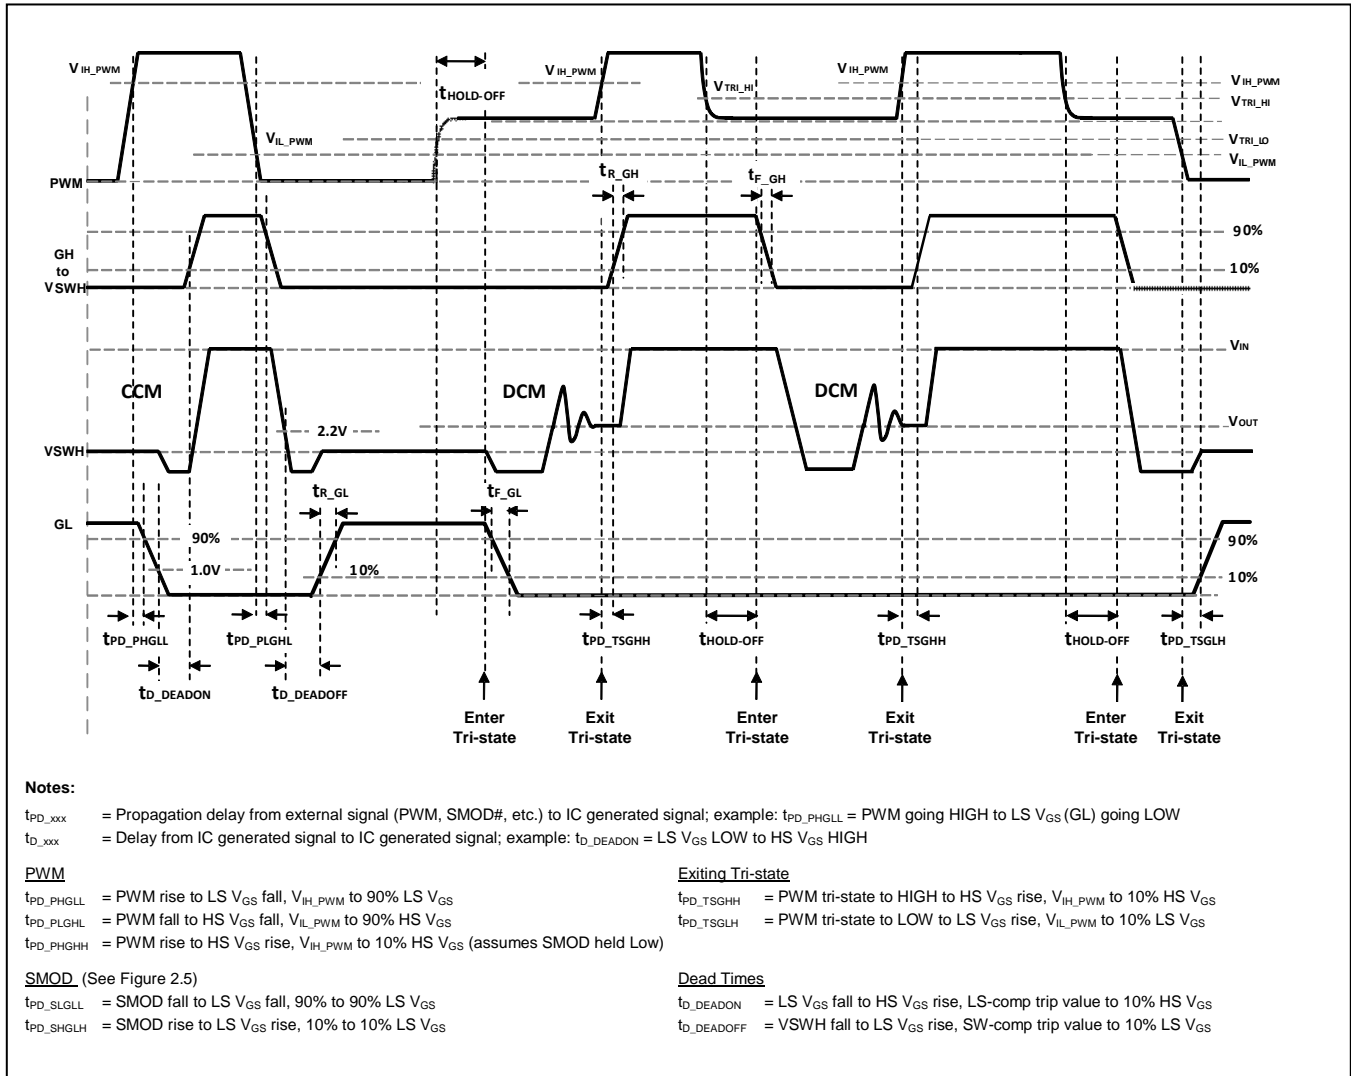 VIH_PWM
tHOLD-OFF
VIH_PWM
VTRI_HI
VIH_PWM
VIH_PWM
VTRI_HI
VIL_PWM
VTRI_LO
VIL_PWM
PWM
tR_GH
tF_GH
90%
GH
to
VSWH
10%
VIN
CCM
DCM
DCM
2.2V
VOUT
VSWH
tR_GL
tF_GL
GL
90%
90%
1.0V
10%
10%
tPD_PHGLL
tPD_PLGHL
tPD_TSGHH
tHOLD-OFF
tPD_TSGHH
tHOLD-OFF
tPD_TSGLH
tD_DEADON
tD_DEADOFF
Enter
Tri-state
Exit
Tri-state
Enter
Tri-state
Exit
Tri-state
Enter
Tri-state
Exit
Tri-state
Notes:
tPD_xxx = Propagation delay from external signal (PWM, SMOD#, etc.) to IC generated signal; example: tPD_PHGLL = PWM going HIGH to LS VGS (GL) going LOW
tD_xxx = Delay from IC generated signal to IC generated signal; example: tD_DEADON = LS VGS LOW to HS VGS HIGH
PWM
tPD_PHGLL = PWM rise to LS VGS fall, VIH_PWM to 90% LS VGS
tPD_PLGHL = PWM fall to HS VGS fall, VIL_PWM to 90% HS VGS
tPD_PHGHH = PWM rise to HS VGS rise, VIH_PWM to 10% HS VGS (assumes SMOD held Low)
Exiting Tri-state
tPD_TSGHH = PWM tri-state to HIGH to HS VGS rise, VIH_PWM to 10% HS VGS
tPD_TSGLH = PWM tri-state to LOW to LS VGS rise, VIL_PWM to 10% LS VGS
SMOD (See Figure 2.5)
tPD_SLGLL = SMOD fall to LS VGS fall, 90% to 90% LS VGS
tPD_SHGLH = SMOD rise to LS VGS rise, 10% to 10% LS VGS
Dead Times
tD_DEADON = LS VGS fall to HS VGS rise, LS-comp trip value to 10% HS VGS
tD_DEADOFF = VSWH fall to LS VGS rise, SW-comp trip value to 10% LS VGS